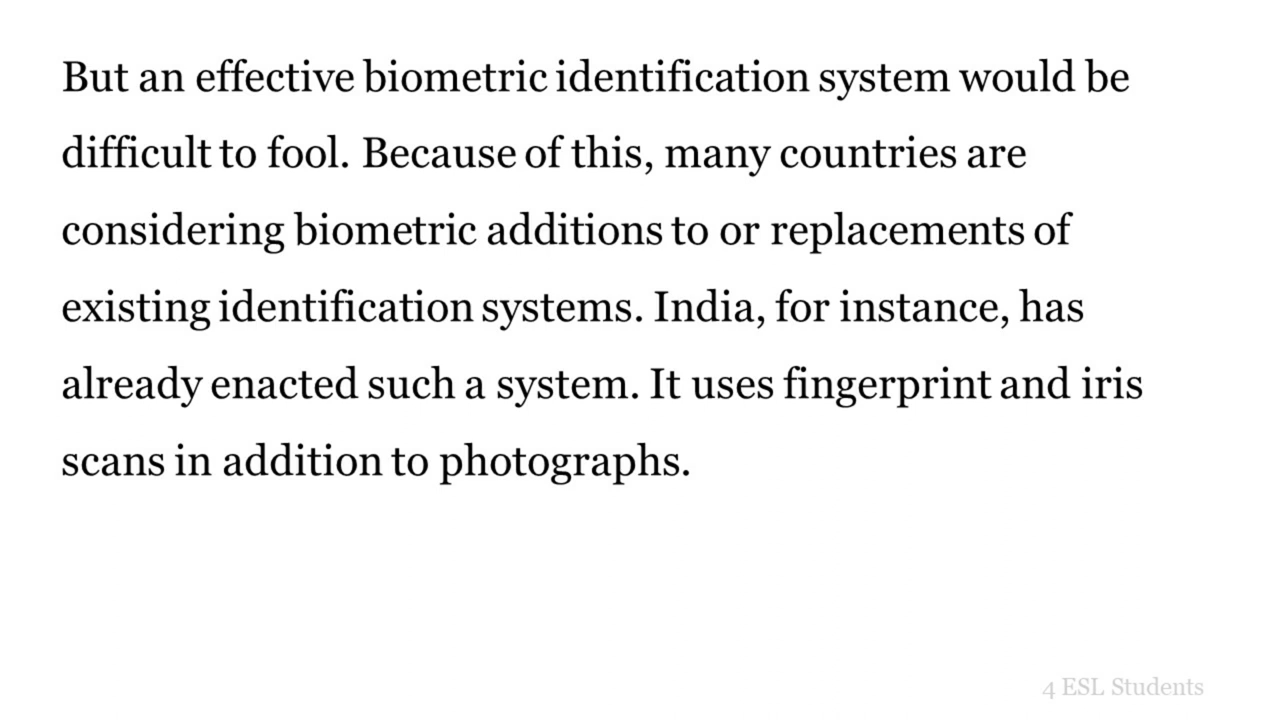 But an effective biometric identification system would be
difficult to fool. Because of this, many countries are
considering biometric additions to or replacements of
existing identification systems. India, for instance, has
already enacted such a system. It uses fingerprint and iris
scans in addition to photographs.
4 ESL Students